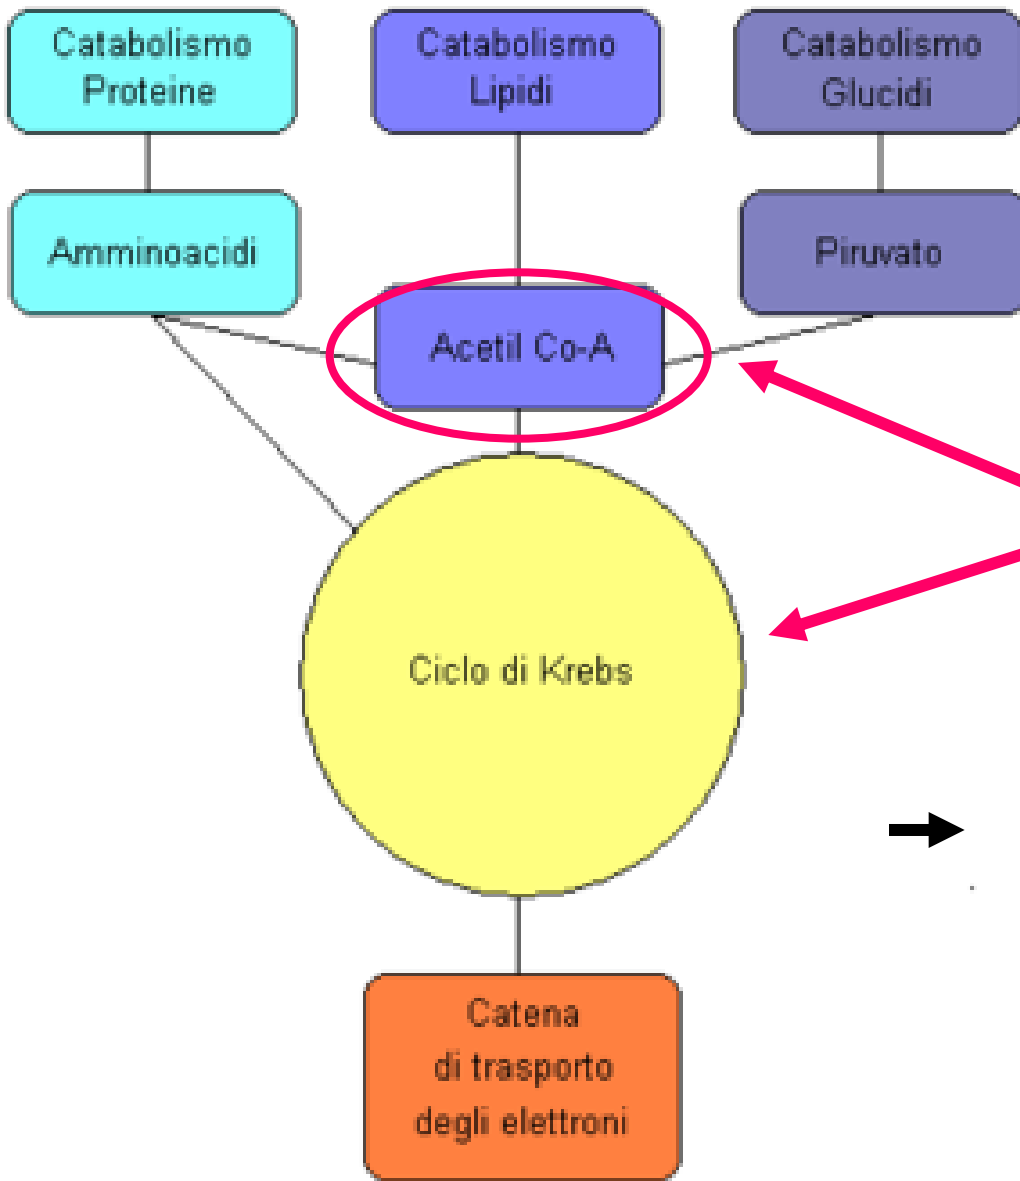 Catabolismo
Proteine
Catabolismo
Lipidi
Catabolismo
Glucidi
Amminoacidi
Piruvato
Acetil Co-A
Ciclo di Krebs
Catena
di trasporto
degli elettroni